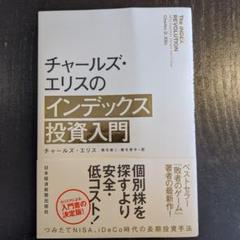 The INDEX
REVOLUTION
Charles D. Ellis
チャールズ・
エリスの
インデックス
投資入門
チャールズ・エリス
日本経済新聞出版社
個別株を
探すより
安全・
低コスト!
ベストセラー
『敗者のゲーム』
著者の最新作!
入門書の
決定版!
つみたてNISA、iDeCo時代の長期投資手法